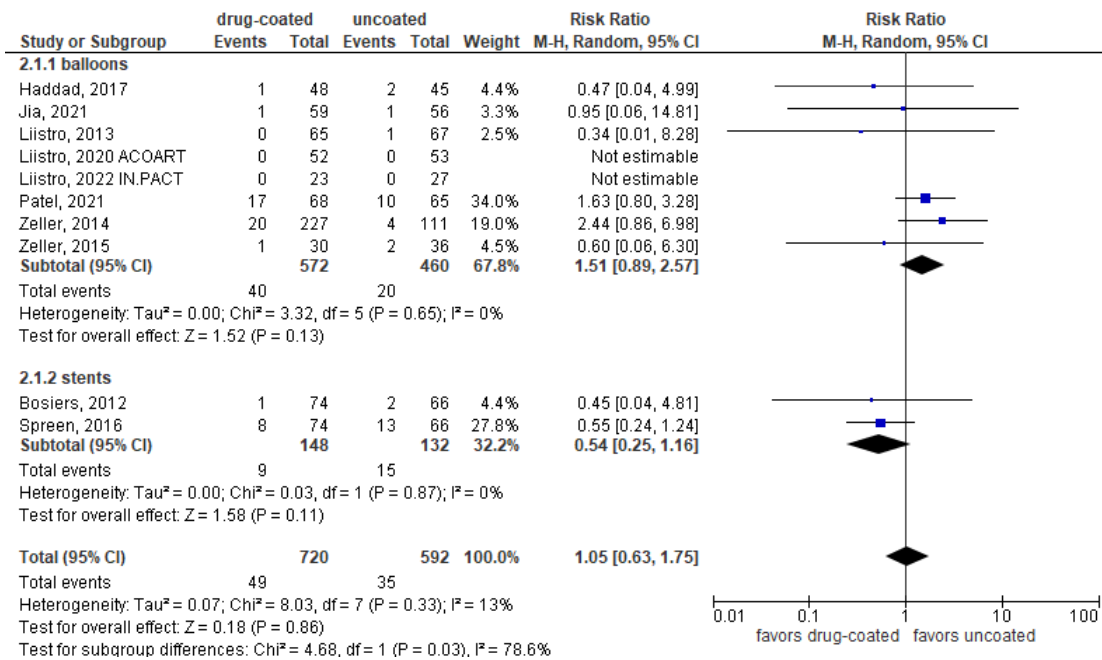 drug-coated uncoated Risk Ratio Risk Ratio
Study or Subgroup Events Total Events Total Weight M-H, Random, 95% CI M-H, Random, 95% CI
2.1.1 balloons
Haddad, 2017 1 48 2 45 4.4% 0.47 [0.04, 4.99]
Jia, 2021 1 59 1 56 3.3% 0.95 [0.06, 14.81]
Liistro, 2013 0 65 1 67 2.5% 0.34 [0.01, 8.28]
Liistro, 2020 ACOART 0 52 0 53 Not estimable
Liistro, 2022 IN.PACT 0 23 0 27 Not estimable
Patel, 2021 17 68 10 65 34.0% 1.63 [0.80, 3.28]
Zeller, 2014 20 227 4 111 19.0% 2.44 [0.86, 6.98]
Zeller, 2015 1 30 2 36 4.5% 0.60 [0.06, 6.30]
Subtotal (95% CI) 572 460 67.8% 1.51 [0.89, 2.57]
Total events 40 20
Heterogeneity: Tau² = 0.00; Chi² = 3.32, df = 5 (P = 0.65); I² = 0%
Test for overall effect: Z = 1.52 (P = 0.13)
2.1.2 stents
Bosiers, 2012 1 74 2 66 4.4% 0.45 [0.04, 4.81]
Spreen, 2016 8 74 13 66 27.8% 0.55 [0.24, 1.24]
Subtotal (95% CI) 148 132 32.2% 0.54 [0.25, 1.16]
Total events 9 15
Heterogeneity: Tau² = 0.00; Chi² = 0.03, df = 1 (P = 0.87); I² = 0%
Test for overall effect: Z = 1.58 (P = 0.11)
Total (95% CI) 720 592 100.0% 1.05 [0.63, 1.75]
Total events 49 35
Heterogeneity: Tau² = 0.07; Chi² = 8.03, df = 7 (P = 0.33); I² = 13%
Test for overall effect: Z = 0.18 (P = 0.86)
Test for subgroup differences: Chi² = 4.68, df = 1 (P = 0.03), I² = 78.6%
0.01 0.1 1 10 100
favors drug-coated favors uncoated